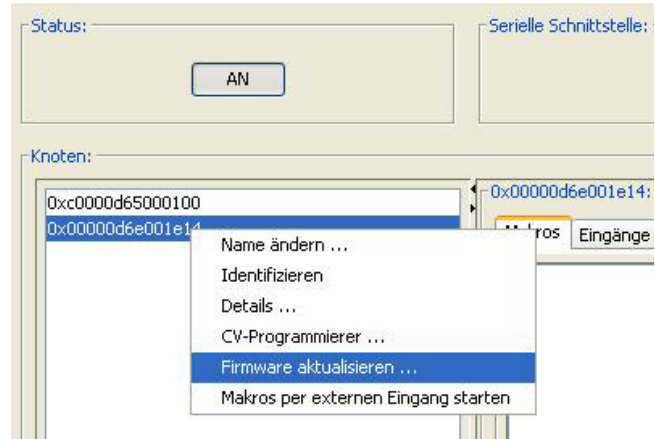 Status:
Serielle Schnittstelle:
AN
Knoten:
0xc0000d65000100
0x00000d6e001e14:
0x00000d6e001e14
Eingänge
Name ändern ...
Identifizieren
Details ...
CV-Programmierer ...
Firmware aktualisieren ...
Makros per externen Eingang starten